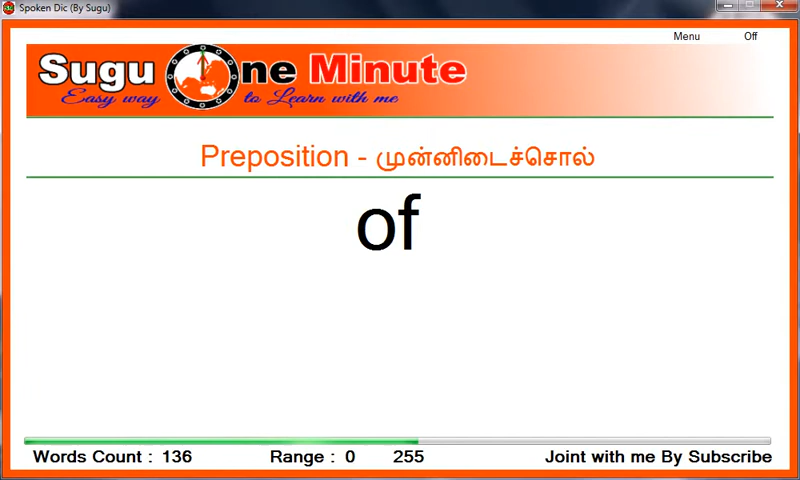 Spoken Dic (By Sugu)
Menu Off
Sugu One Minute
Easy way to Learn with me
Preposition - முன்னிடைச்சொல்
of
Words Count : 136 Range : 0 255 Joint with me By Subscribe